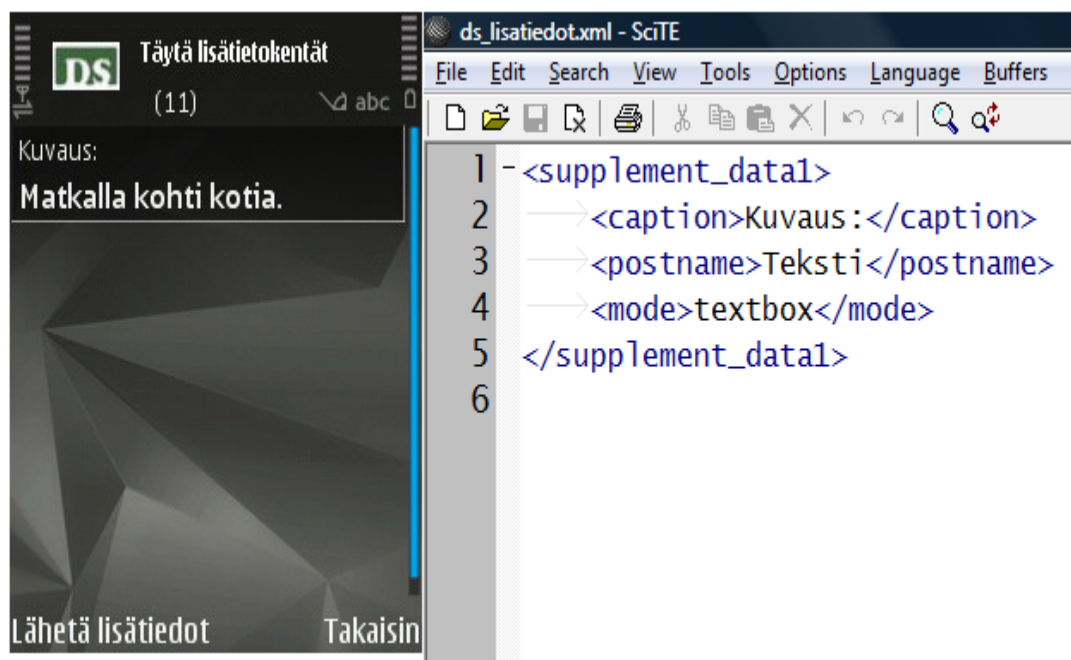 DS
Täytä lisätietokentät
(11) abc
Kuvaus:
Matkalla kohti kotia.
Lähetä lisätiedot Takaisin
ds_lisatiedot.xml - SciTE
File Edit Search View Tools Options Language Buffers
1 <supplement_data1>
2 <caption>Kuvaus:</caption>
3 <postname>Teksti</postname>
4 <mode>textbox</mode>
5 </supplement_data1>
6